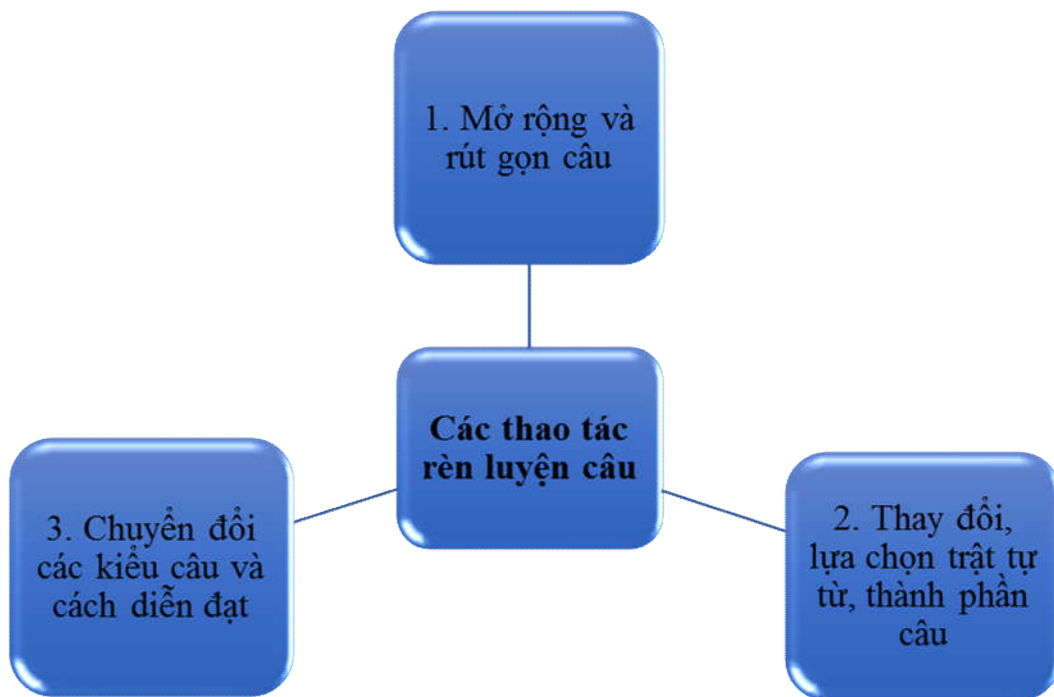 1. Mở rộng và
rút gọn câu
Các thao tác
rèn luyện câu
3. Chuyển đổi
các kiểu câu và
cách diễn đạt
2. Thay đổi,
lựa chọn trật tự
từ, thành phần
câu